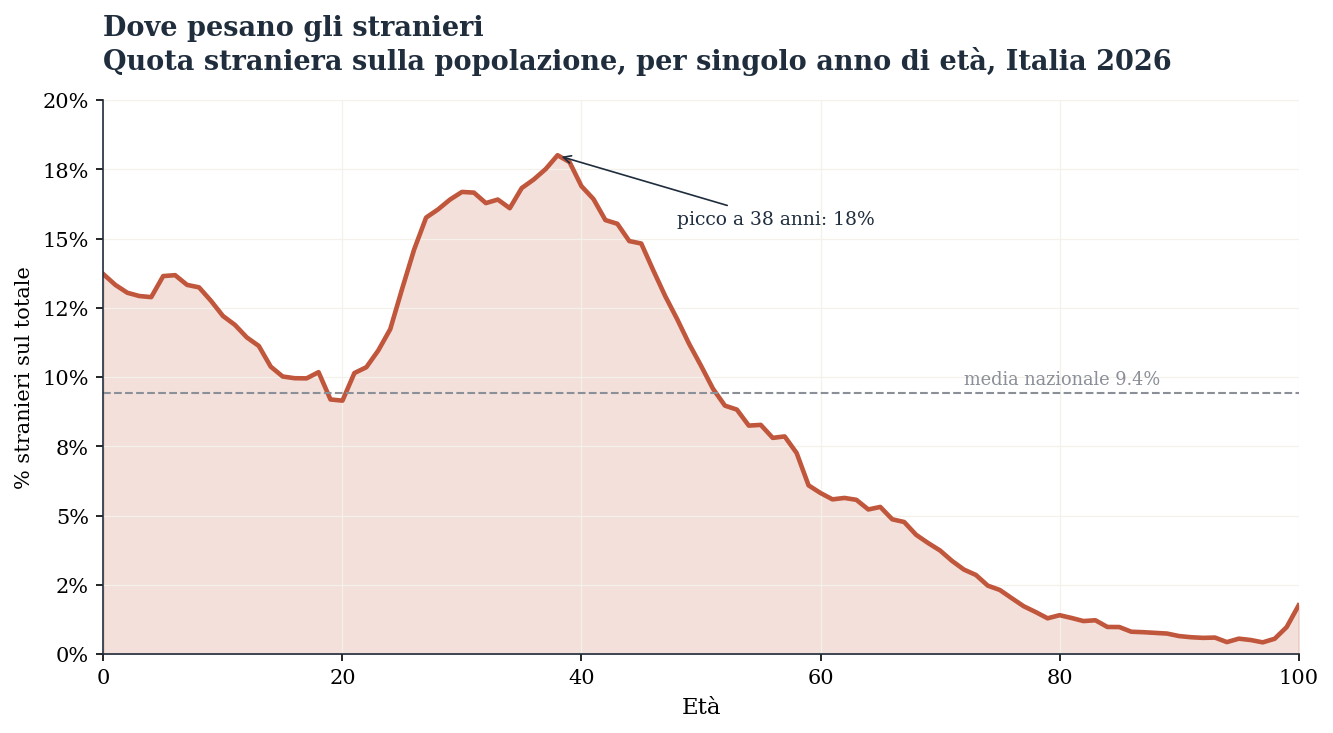 Dove pesano gli stranieri
Quota straniera sulla popolazione, per singolo anno di età, Italia 2026
20%
18%
15%
12%
10%
8%
5%
2%
0%
% stranieri sul totale
picco a 38 anni: 18%
media nazionale 9.4%
0 20 40 60 80 100
Età